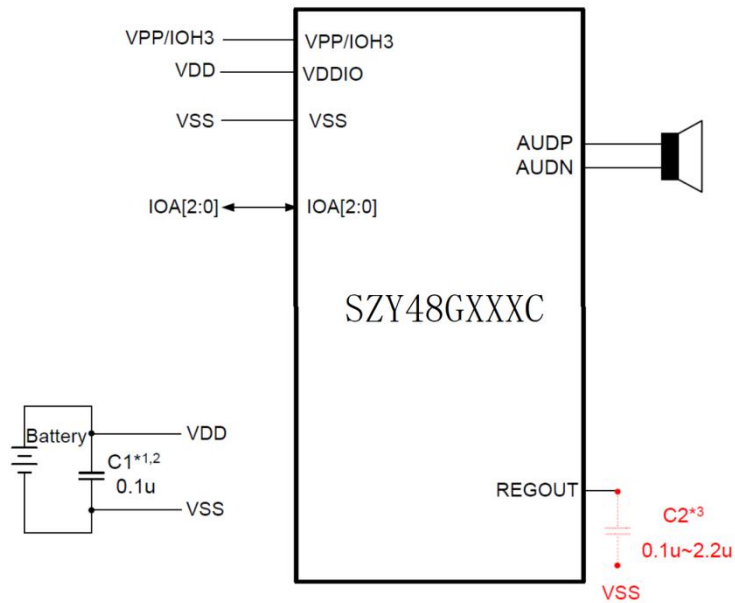 VPP/IOH3 VPP/IOH3
VDD VDDIO
VSS VSS
AUDP
AUDN
IOA[2:0] IOA[2:0]
SZY48GXXXC
Battery VDD
C1*1,2
0.1u
VSS
REGOUT
C2*3
0.1u~2.2u
VSS